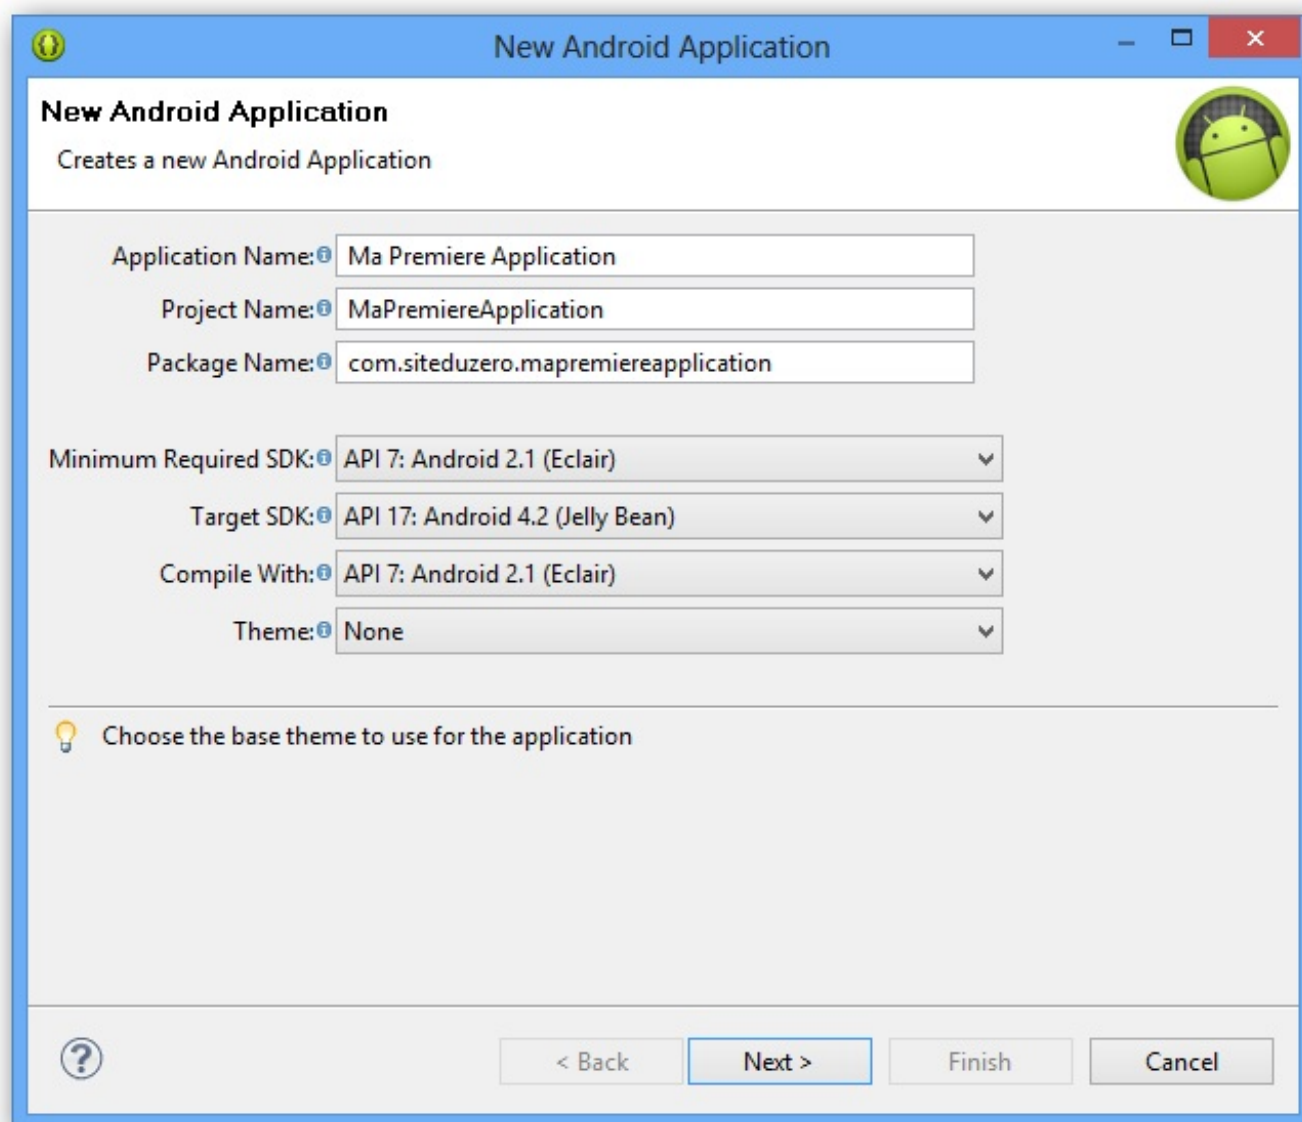 New Android Application
New Android Application
Creates a new Android Application
Application Name: Ma Premiere Application
Project Name: MaPremiereApplication
Package Name: com.siteduzero.mapremiereapplication
Minimum Required SDK: API 7: Android 2.1 (Eclair)
Target SDK: API 17: Android 4.2 (Jelly Bean)
Compile With: API 7: Android 2.1 (Eclair)
Theme: None
Choose the base theme to use for the application
< Back Next > Finish Cancel